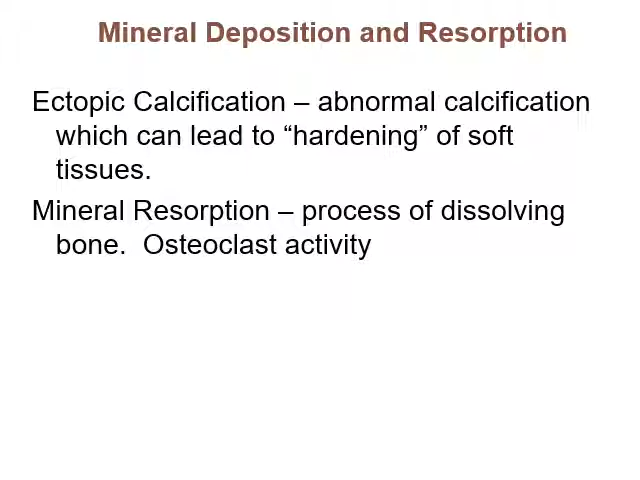 Mineral Deposition and Resorption
Ectopic Calcification – abnormal calcification
which can lead to “hardening” of soft
tissues.
Mineral Resorption – process of dissolving
bone.  Osteoclast activity